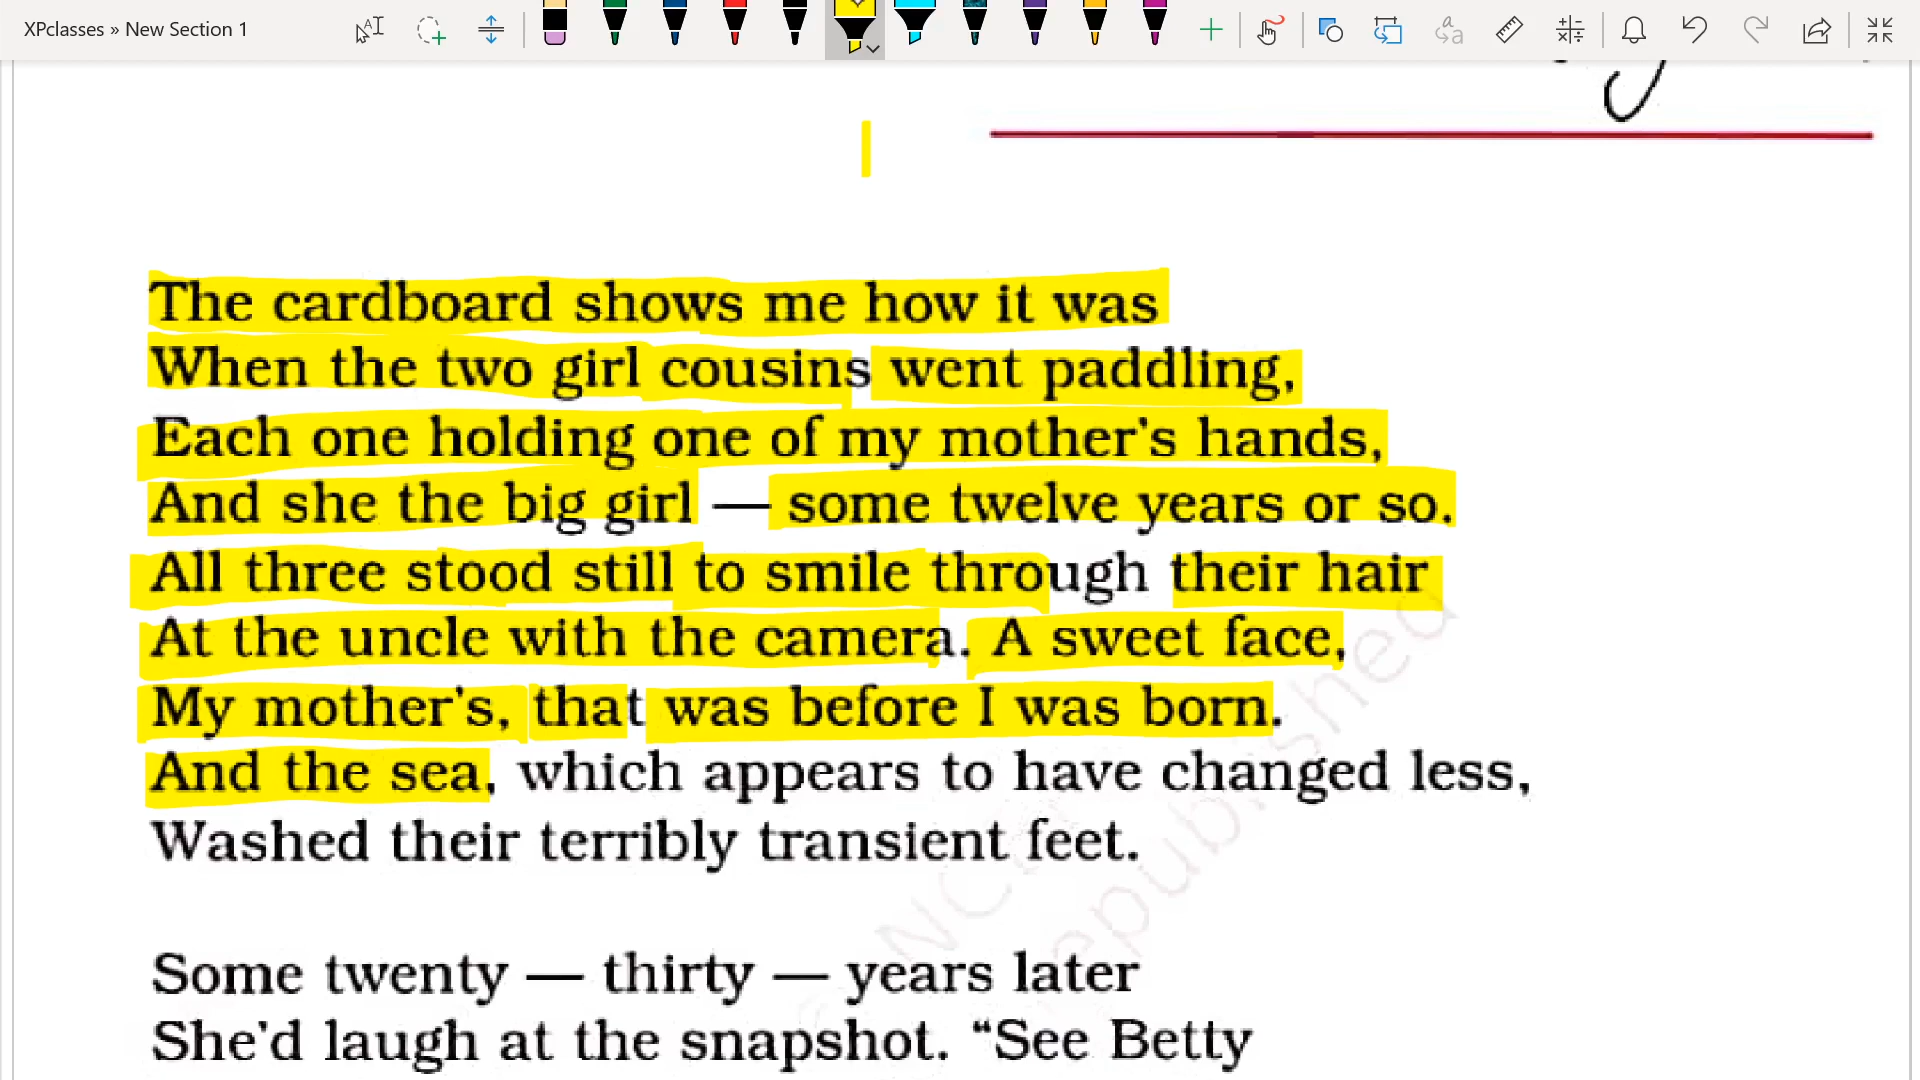 XPclasses » New Section 1
The cardboard shows me how it was
When the two girl cousins went paddling,
Each one holding one of my mother's hands,
And she the big girl — some twelve years or so.
All three stood still to smile through their hair
At the uncle with the camera. A sweet face,
My mother's, that was before I was born.
And the sea, which appears to have changed less,
Washed their terribly transient feet.
Some twenty — thirty — years later
She'd laugh at the snapshot. “See Betty